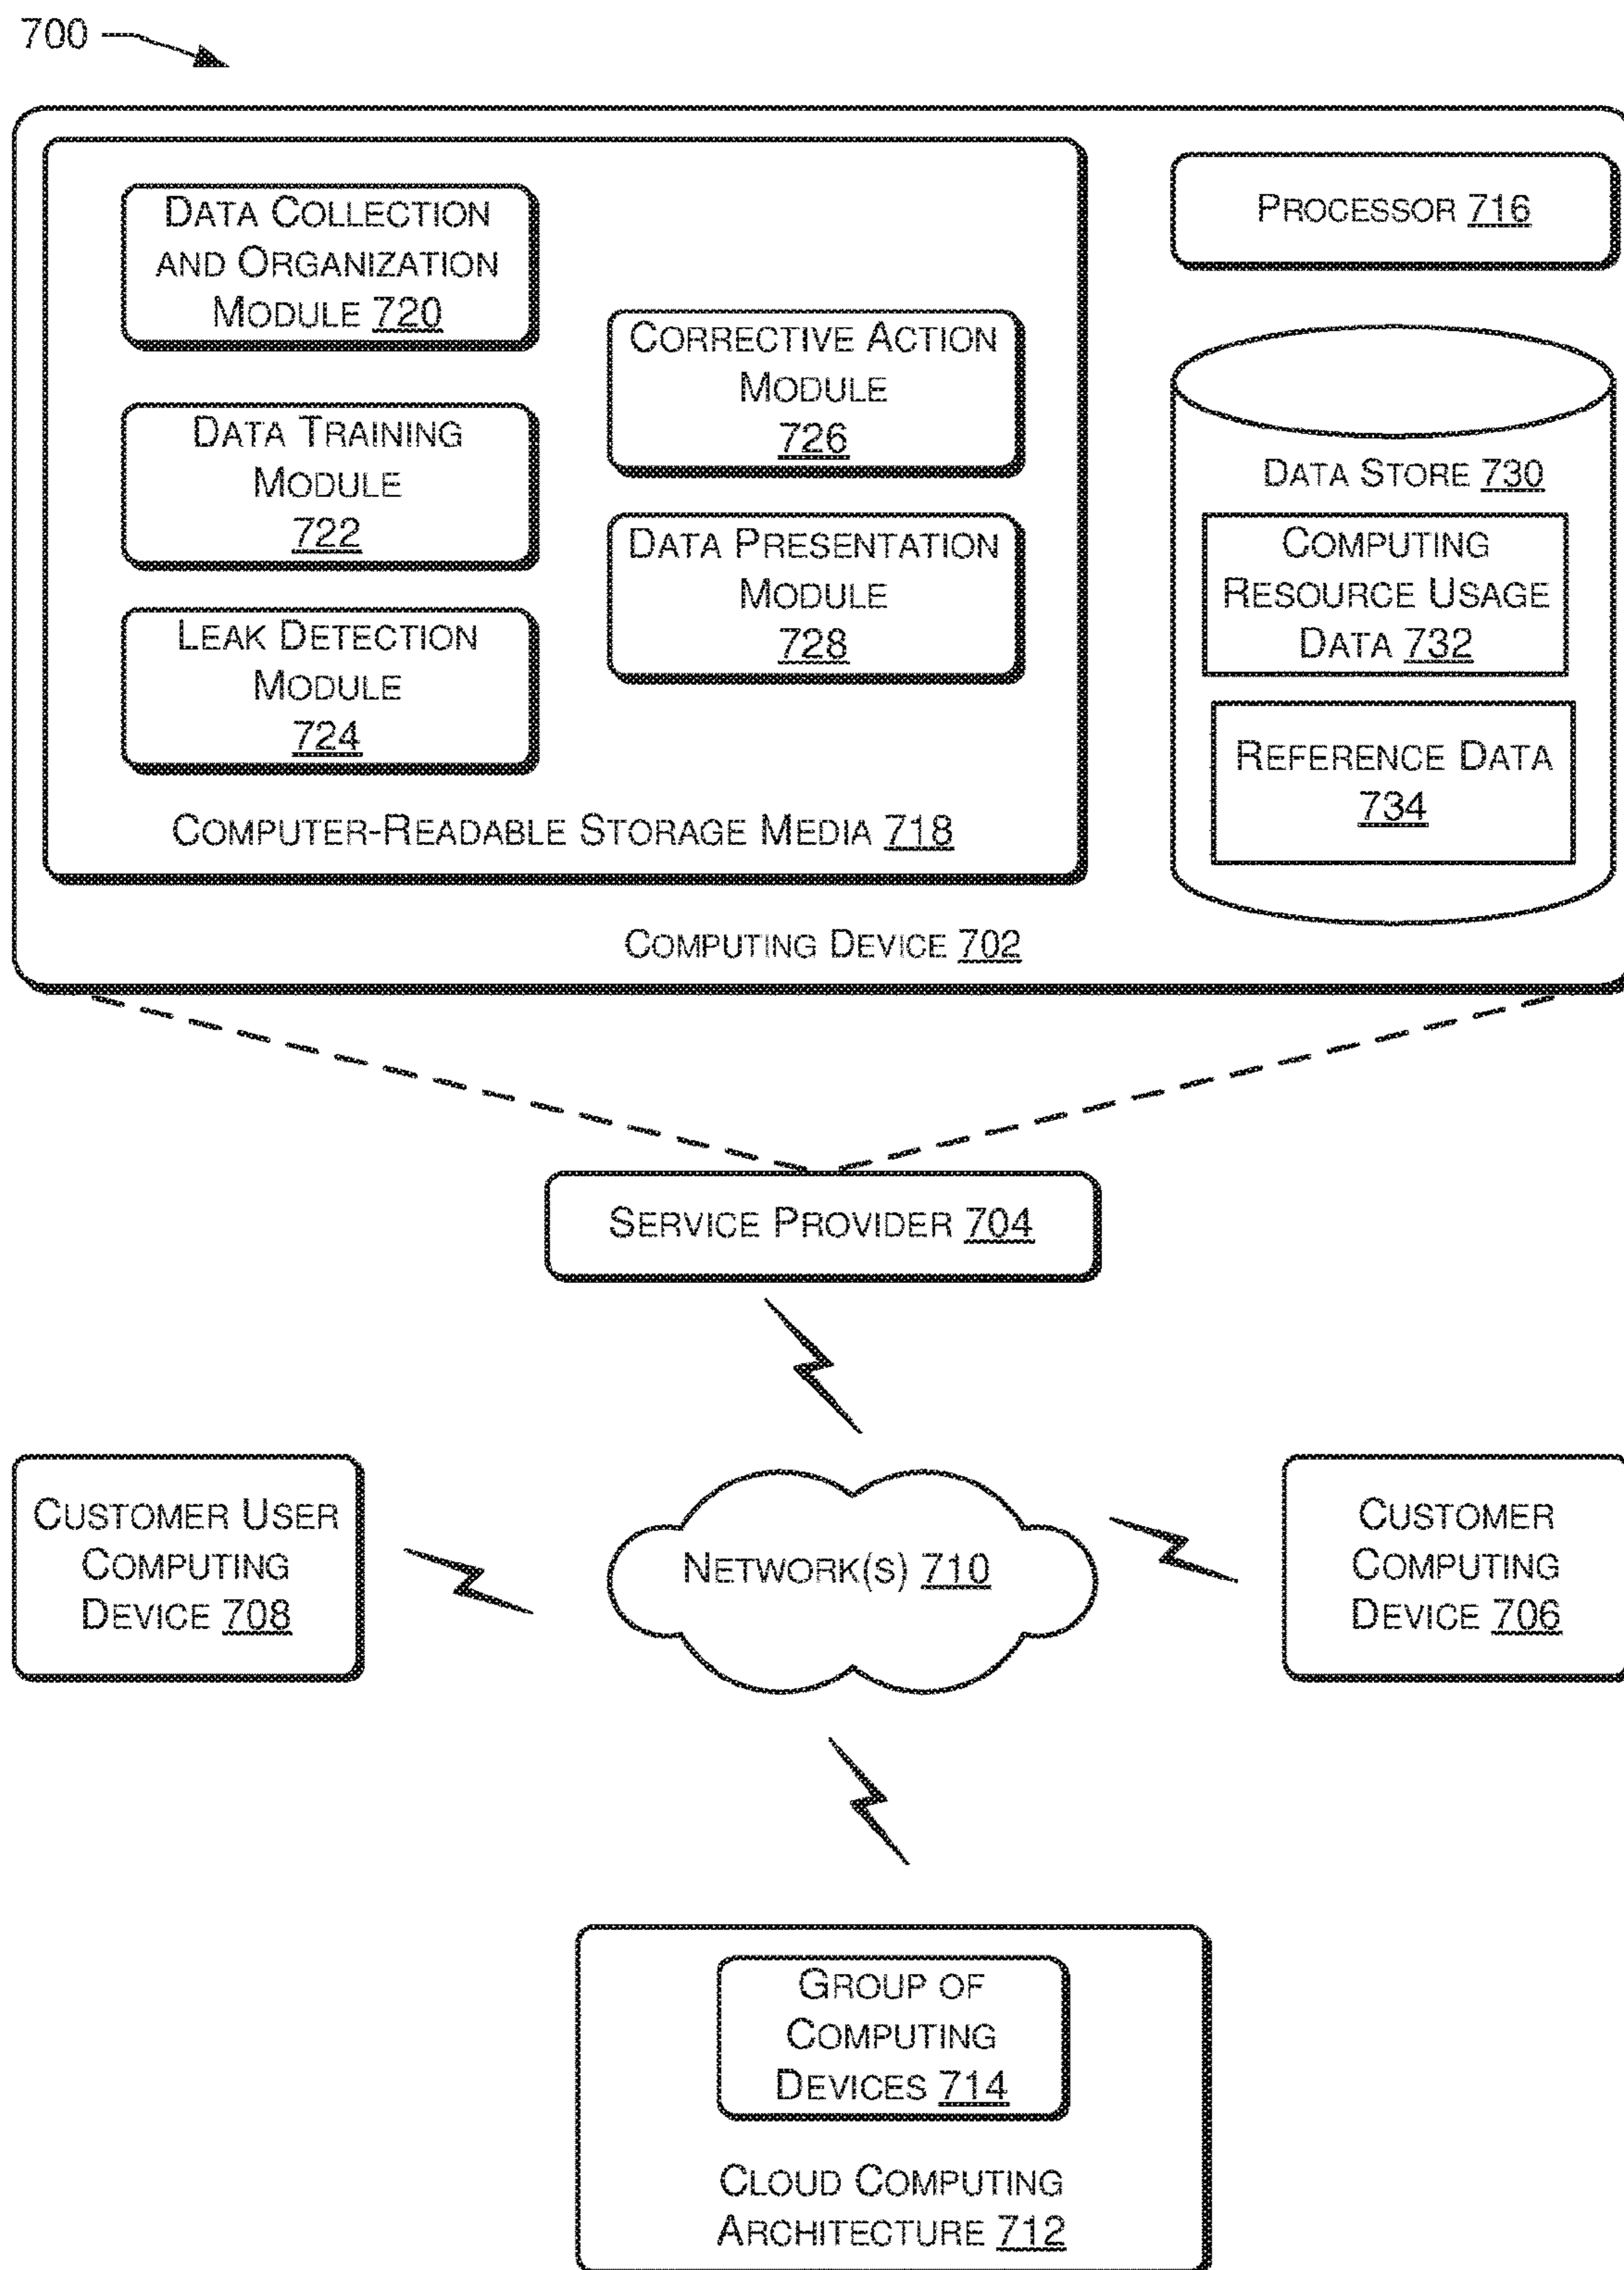 700
DATA COLLECTION
AND ORGANIZATION
MODULE 720
DATA TRAINING
MODULE
722
LEAK DETECTION
MODULE
724
CORRECTIVE ACTION
MODULE
726
DATA PRESENTATION
MODULE
728
COMPUTER-READABLE STORAGE MEDIA 718
PROCESSOR 716
DATA STORE 730
COMPUTING
RESOURCE USAGE
DATA 732
REFERENCE DATA
734
COMPUTING DEVICE 702
SERVICE PROVIDER 704
CUSTOMER USER
COMPUTING
DEVICE 708
NETWORK(S) 710
CUSTOMER
COMPUTING
DEVICE 706
GROUP OF
COMPUTING
DEVICES 714
CLOUD COMPUTING
ARCHITECTURE 712